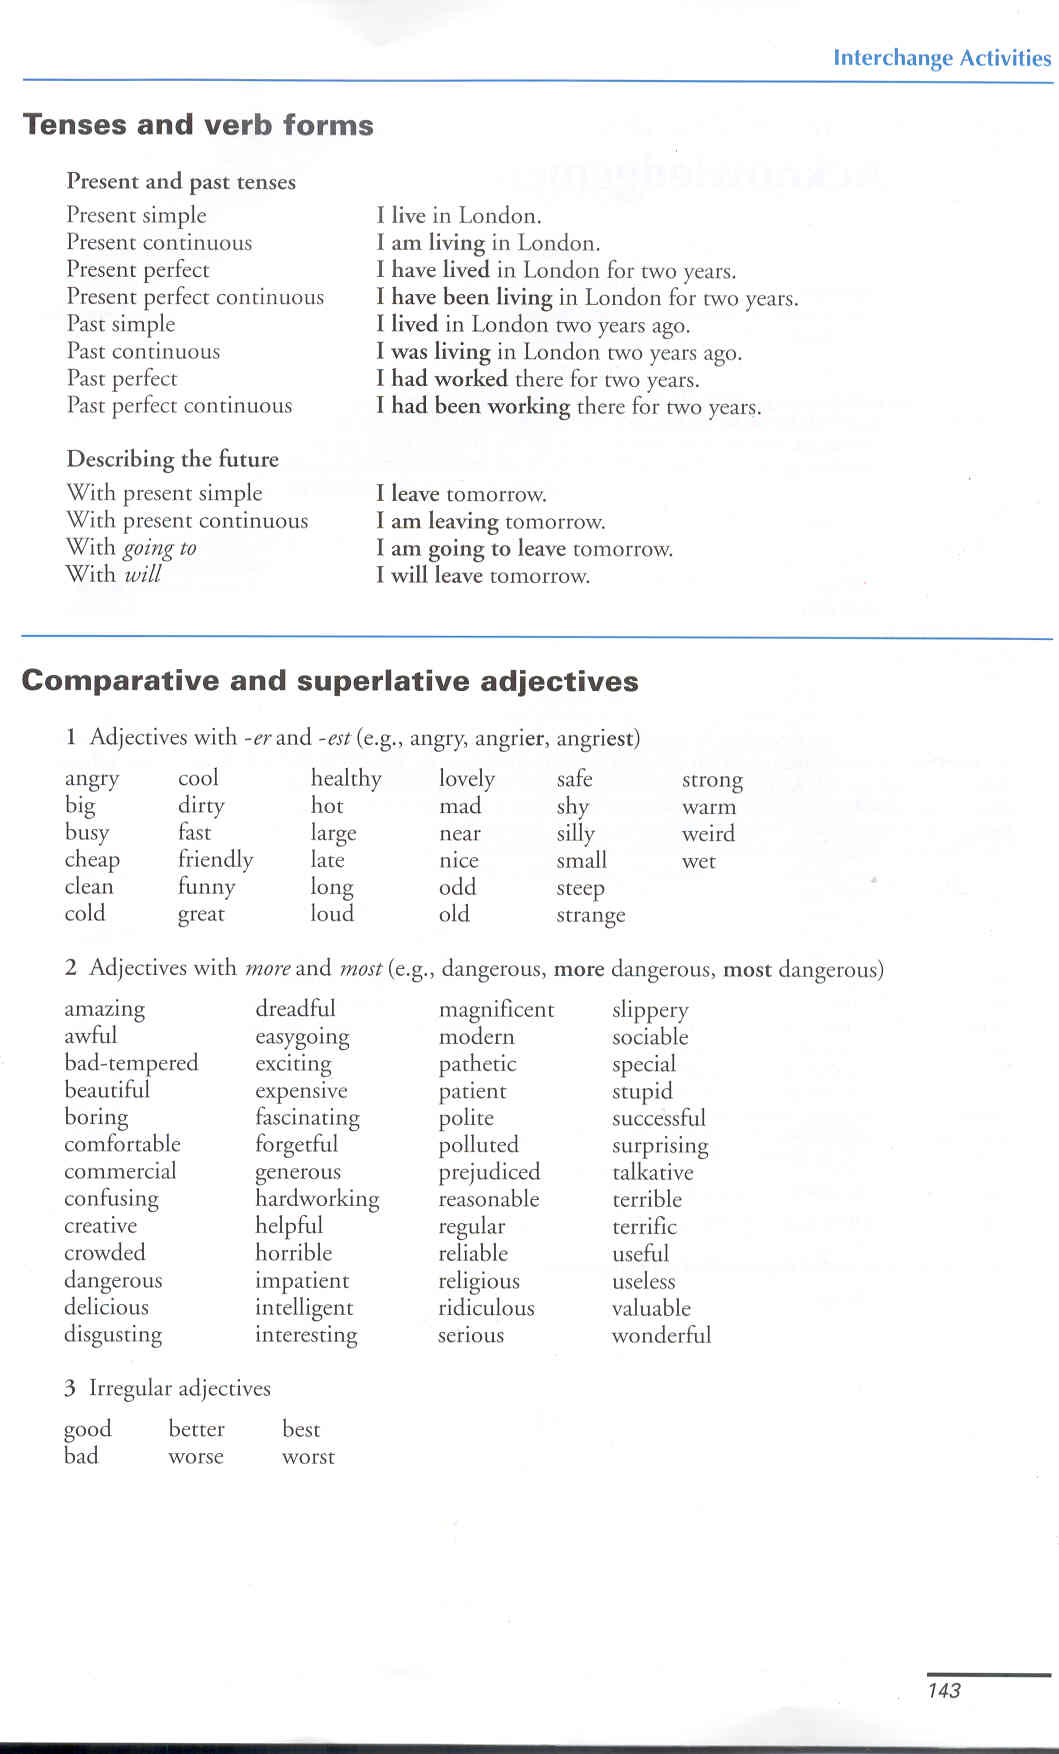 Interchange Activities
Tenses and verb forms
Present and past tenses
Present simple I live in London.
Present continuous I am living in London.
Present perfect I have lived in London for two years.
Present perfect continuous I have been living in London for two years.
Past simple I lived in London two years ago.
Past continuous I was living in London two years ago.
Past perfect I had worked there for two years.
Past perfect continuous I had been working there for two years.
Describing the future
With present simple I leave tomorrow.
With present continuous I am leaving tomorrow.
With going to I am going to leave tomorrow.
With will I will leave tomorrow.
Comparative and superlative adjectives
1 Adjectives with -er and -est (e.g., angry, angrier, angriest)
angry cool healthy lovely safe strong
big dirty hot mad shy warm
busy fast large near silly weird
cheap friendly late nice small wet
clean funny long odd steep
cold great loud old strange
2 Adjectives with more and most (e.g., dangerous, more dangerous, most dangerous)
amazing dreadful magnificent slippery
awful easygoing modern sociable
bad-tempered exciting pathetic special
beautiful expensive patient stupid
boring fascinating polite successful
comfortable forgetful polluted surprising
commercial generous prejudiced talkative
confusing hardworking reasonable terrible
creative helpful regular terrific
crowded horrible reliable useful
dangerous impatient religious useless
delicious intelligent ridiculous valuable
disgusting interesting serious wonderful
3 Irregular adjectives
good better best
bad worse worst
143